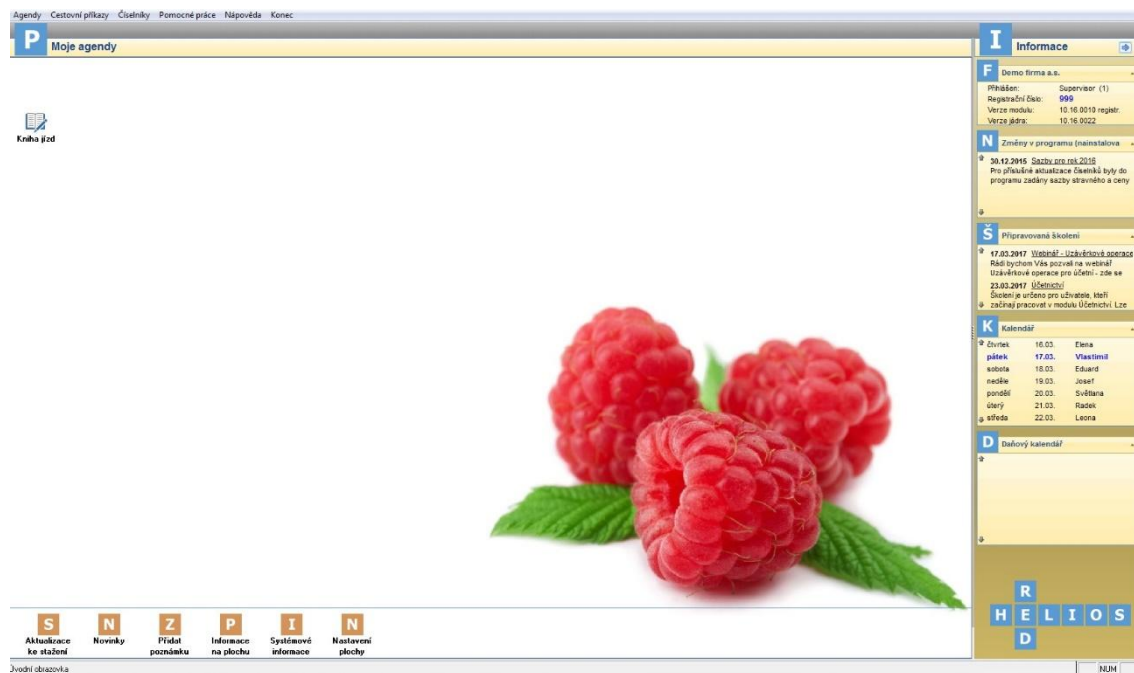 Agendy Cestovní příkazy Číselníky Pomocné práce Nápověda Konec
P Moje agendy
Kniha jízd
I Informace
F Demo firma a.s.
Přihlášen: Supervisor (1)
Registrační číslo: 999
Verze modulu: 10.16.0010 registr.
Verze jádra: 10.16.0022
N Změny v programu (nainstalova
30.12.2015 Sazby pro rok 2016
Pro příslušné aktualizace číselníků byly do
programu zadány sazby stravného a ceny
Š Připravovaná školení
17.03.2017 Webinář - Uzávěrkové operace
Rádi bychom Vás pozvali na webinář
Uzávěrkové operace pro účetní - zde se
23.03.2017 Účetnictví
Školení je určeno pro uživatele, kteří
začínají pracovat v modulu Účetnictví. Lze
K Kalendář
čtvrtek 16.03. Elena
pátek 17.03. Vlastimil
sobota 18.03. Eduard
neděle 19.03. Josef
pondělí 20.03. Světlana
úterý 21.03. Radek
středa 22.03. Leona
D Daňový kalendář
R
HELIOS
D
S N Z P I N
Aktualizace Novinky Přidat Informace Systémové Nastavení
ke stažení poznámku na plochu informace plochy
Úvodní obrazovka NUM